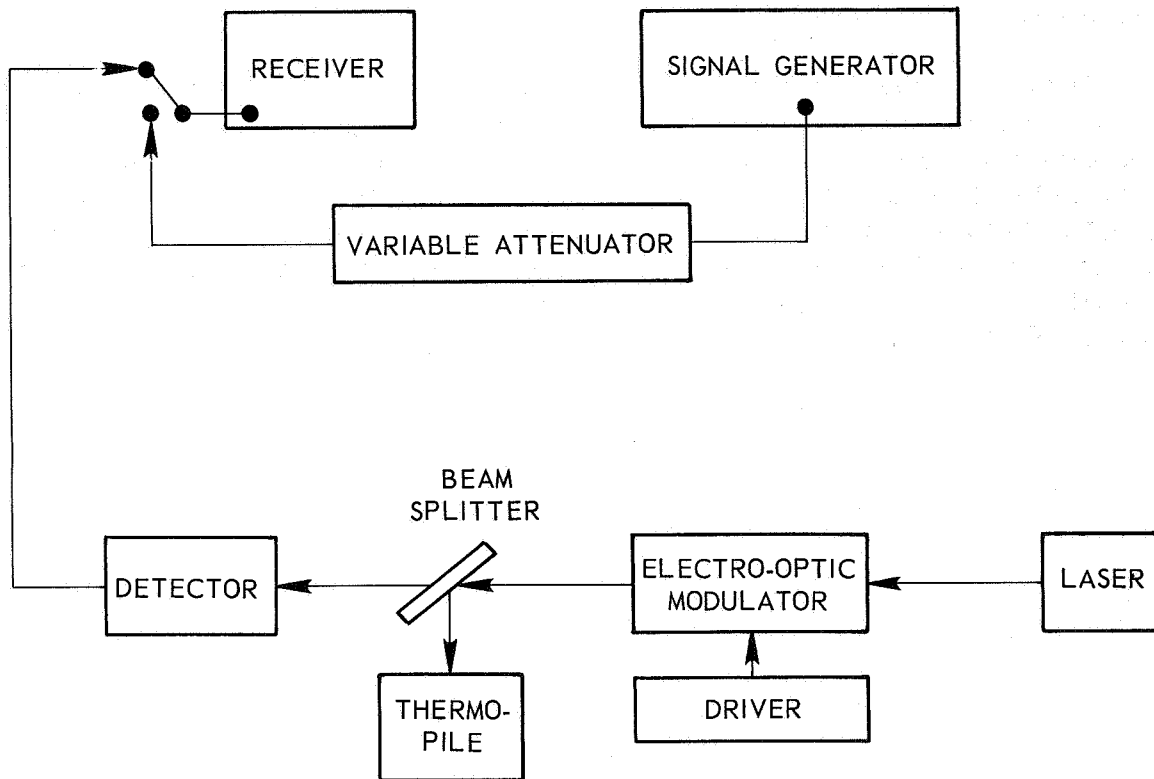 RECEIVER
SIGNAL GENERATOR
VARIABLE ATTENUATOR
BEAM
SPLITTER
DETECTOR
ELECTRO-OPTIC
MODULATOR
LASER
THERMO-
PILE
DRIVER